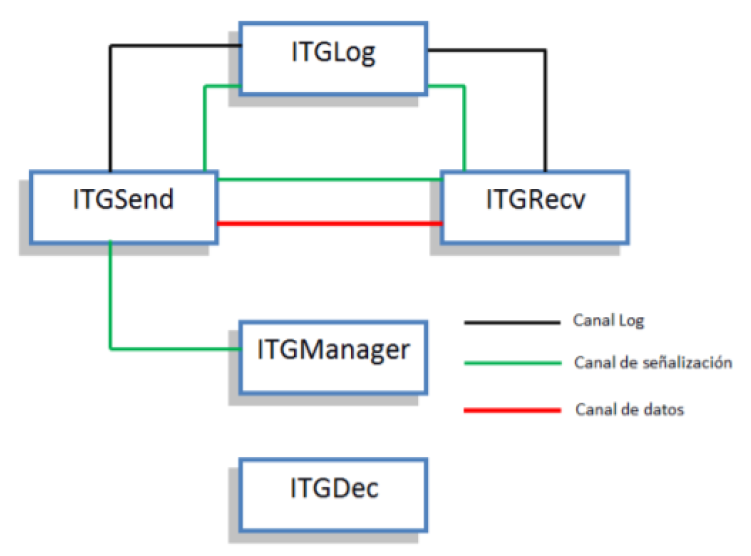 ITGLog
ITGSend
ITGRecv
ITGManager
Canal Log
Canal de señalización
Canal de datos
ITGDec